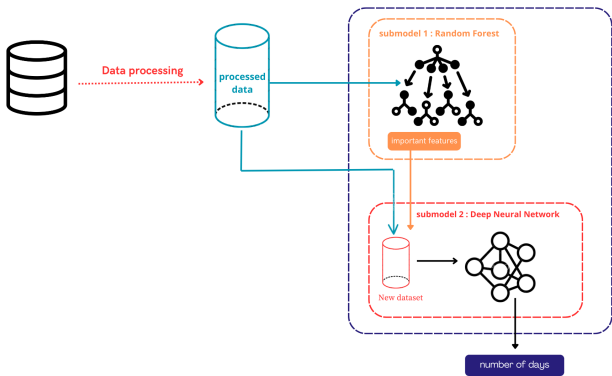 submodel 1 : Random Forest
Data processing
processed
data
important features
submodel 2 : Deep Neural Network
New dataset
number of days